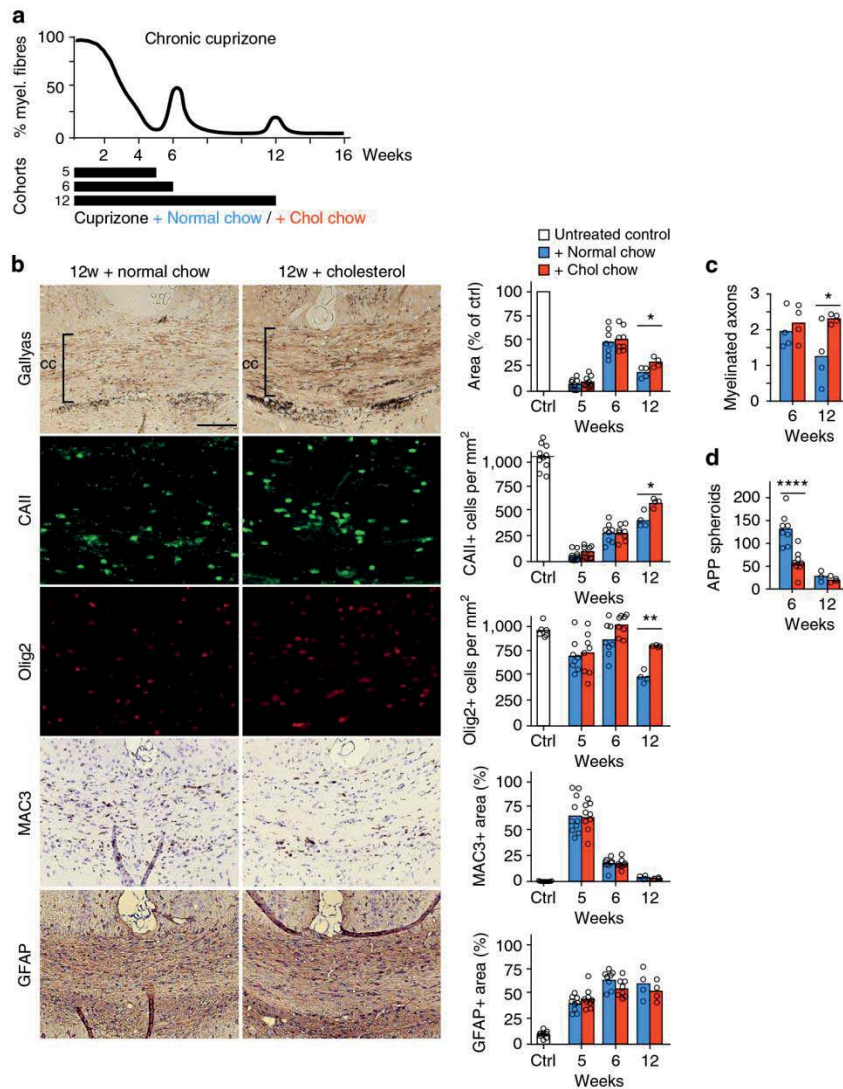 a
Chronic cuprizone
% myel. fibres
100
50
0
2 4 6 12 16 Weeks
Cohorts
5
6
12
Cuprizone + Normal chow / + Chol chow
b
12w + normal chow 12w + cholesterol
Gallyas
cc
cc
CAII
Olig2
MAC3
GFAP
Untreated control
+ Normal chow
+ Chol chow
Area (% of ctrl)
100
75
50
25
0
*
Ctrl 5 6 12
Weeks
CAII+ cells per mm²
1,000
750
500
250
0
*
Ctrl 5 6 12
Weeks
Olig2+ cells per mm²
1,000
750
500
250
0
**
Ctrl 5 6 12
Weeks
MAC3+ area (%)
100
75
50
25
0
Ctrl 5 6 12
Weeks
GFAP+ area (%)
100
75
50
25
0
Ctrl 5 6 12
Weeks
c
Myelinated axons
3
2
1
0
*
6 12
Weeks
d
APP spheroids
200
150
100
50
0
****
6 12
Weeks